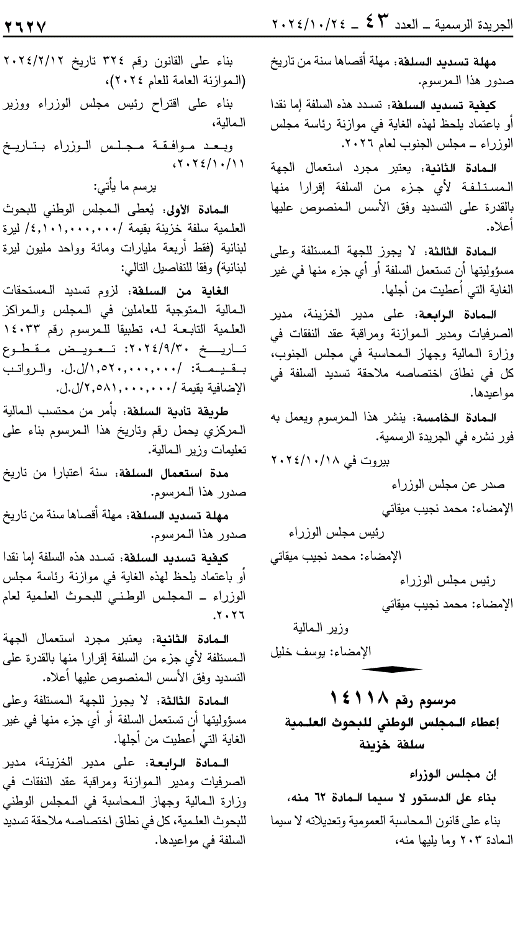 الجريدة الرسمية ـ العدد ٤٣ ـ ٢٠٢٤/١٠/٢٤
٢٦٢٧
مهلة تسديد السلفة: مهلة أقصاها سنة من تاريخ
صدور هذا المرسوم.
كيفية تسديد السلفة: تسدد هذه السلفة إما نقدا
أو باعتماد يلحظ لهذه الغاية في موازنة رئاسة مجلس
الوزراء ـ مجلس الجنوب لعام ٢٠٢٦.
المادة الثانية: يعتبر مجرد استعمال الجهة
المستلفة لأي جزء من السلفة إقرارا منها
بالقدرة على التسديد وفق الأسس المنصوص عليها
أعلاه.
المادة الثالثة: لا يجوز للجهة المستلفة وعلى
مسؤوليتها أن تستعمل السلفة أو أي جزء منها في غير
الغاية التي أعطيت من أجلها.
المادة الرابعة: على مدير الخزينة، مدير
الصرفيات ومدير الموازنة ومراقبة عقد النفقات في
وزارة المالية وجهاز المحاسبة في مجلس الجنوب،
كل في نطاق اختصاصه ملاحقة تسديد السلفة في
مواعيدها.
المادة الخامسة: ينشر هذا المرسوم ويعمل به
فور نشره في الجريدة الرسمية.
بيروت في ٢٠٢٤/١٠/١٨
صدر عن مجلس الوزراء
الإمضاء: محمد نجيب ميقاتي
رئيس مجلس الوزراء
الإمضاء: محمد نجيب ميقاتي
رئيس مجلس الوزراء
الإمضاء: محمد نجيب ميقاتي
وزير المالية
الإمضاء: يوسف خليل
مرسوم رقم ١٤١١٨
إعطاء المجلس الوطني للبحوث العلمية
سلفة خزينة
إن مجلس الوزراء
بناء على الدستور لا سيما المادة ٦٢ منه،
بناء على قانون المحاسبة العمومية وتعديلاته لا سيما
المادة ٢٠٣ وما يليها منه،
بناء على القانون رقم ٣٢٤ تاريخ ٢٠٢٤/٢/١٢
(الموازنة العامة للعام ٢٠٢٤)،
بناء على اقتراح رئيس مجلس الوزراء ووزير
المالية،
وبعد موافقة مجلس الوزراء بتاريخ
٢٠٢٤/١٠/١١،
يرسم ما يأتي:
المادة الأولى: يُعطى المجلس الوطني للبحوث
العلمية سلفة خزينة بقيمة /٤,١٠١,٠٠٠,٠٠٠/ ليرة
لبنانية (فقط أربعة مليارات ومائة وواحد مليون ليرة
لبنانية) وفقا للتفاصيل التالي:
الغاية من السلفة: لزوم تسديد المستحقات
المالية المتوجبة للعاملين في المجلس والمراكز
العلمية التابعة له، تطبيقا للمرسوم رقم ١٤٠٣٣
تاريخ ٢٠٢٤/٩/٣٠: تعويض مقطوع
بقيمة: /١,٥٢٠,٠٠٠,٠٠٠/ل.ل. والرواتب
الإضافية بقيمة /٢,٥٨١,٠٠٠,٠٠٠/ل.ل.
طريقة تأدية السلفة: بأمر من محتسب المالية
المركزي يحمل رقم وتاريخ هذا المرسوم بناء على
تعليمات وزير المالية.
مدة استعمال السلفة: سنة اعتبارا من تاريخ
صدور هذا المرسوم.
مهلة تسديد السلفة: مهلة أقصاها سنة من تاريخ
صدور هذا المرسوم.
كيفية تسديد السلفة: تسدد هذه السلفة إما نقدا
أو باعتماد يلحظ لهذه الغاية في موازنة رئاسة مجلس
الوزراء ـ المجلس الوطني للبحوث العلمية لعام
٢٠٢٦.
المادة الثانية: يعتبر مجرد استعمال الجهة
المستلفة لأي جزء من السلفة إقرارا منها بالقدرة على
التسديد وفق الأسس المنصوص عليها أعلاه.
المادة الثالثة: لا يجوز للجهة المستلفة وعلى
مسؤوليتها أن تستعمل السلفة أو أي جزء منها في غير
الغاية التي أعطيت من أجلها.
المادة الرابعة: على مدير الخزينة، مدير
الصرفيات ومدير الموازنة ومراقبة عقد النفقات في
وزارة المالية وجهاز المحاسبة في المجلس الوطني
للبحوث العلمية، كل في نطاق اختصاصه ملاحقة تسديد
السلفة في مواعيدها.